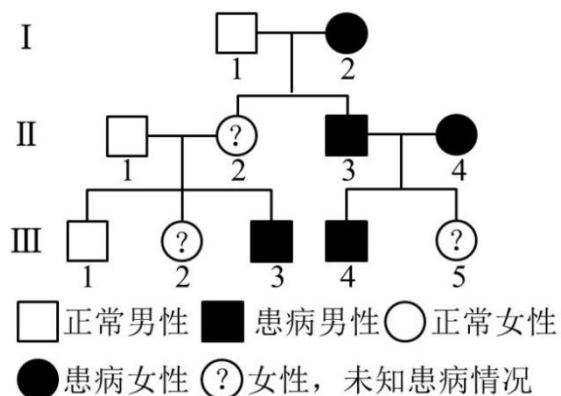 I
1 2
II
? ?
1 2 3 4
III
? ?
1 2 3 4 5
正常男性 患病男性 正常女性
患病女性 ? 女性，未知患病情况